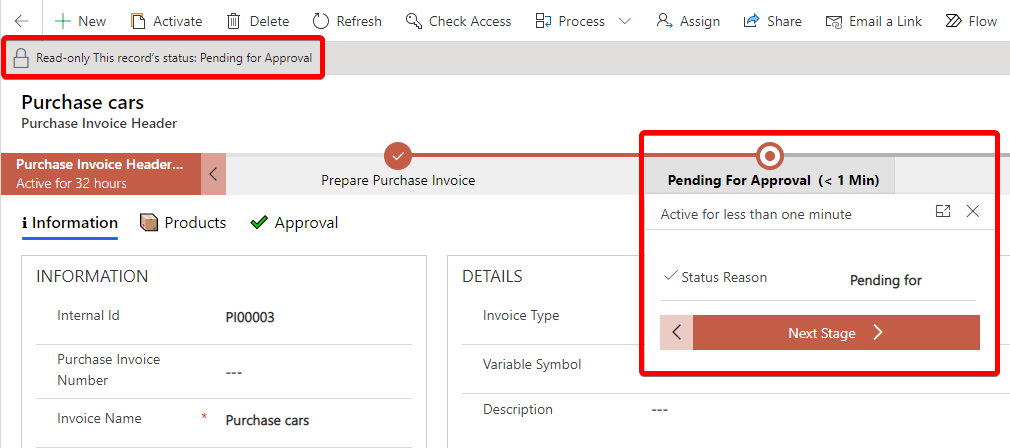 New Activate Delete Refresh Check Access Process Assign Share Email a Link Flow
Read-only This record's status: Pending for Approval
Purchase cars
Purchase Invoice Header
Purchase Invoice Header...
Active for 32 hours
Prepare Purchase Invoice
Pending For Approval (< 1 Min)
Active for less than one minute
Status Reason Pending for
Next Stage
Information Products Approval
INFORMATION
Internal Id PI00003
Purchase Invoice
Number ---
Invoice Name * Purchase cars
DETAILS
Invoice Type
Variable Symbol
Description ---